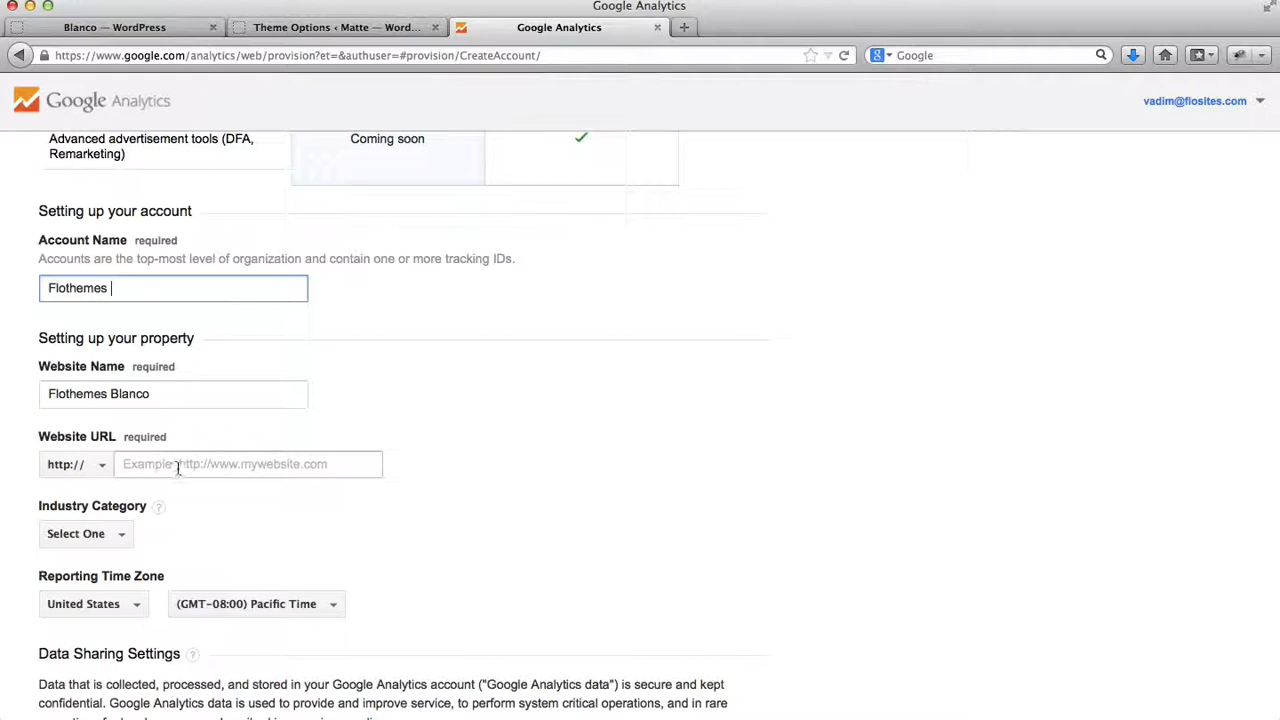 Google Analytics
Blanco — WordPress
Theme Options ‹ Matte — Word...
Google Analytics
https://www.google.com/analytics/web/provision?et=&authuser=#provision/CreateAccount/
Google
Google Analytics
vadim@flosites.com
Advanced advertisement tools (DFA,
Remarketing)
Coming soon
Setting up your account
Account Name required
Accounts are the top-most level of organization and contain one or more tracking IDs.
Flothemes
Setting up your property
Website Name required
Flothemes Blanco
Website URL required
http://
Example: http://www.mywebsite.com
Industry Category ?
Select One
Reporting Time Zone
United States
(GMT-08:00) Pacific Time
Data Sharing Settings ?
Data that is collected, processed, and stored in your Google Analytics account ("Google Analytics data") is secure and kept
confidential. Google Analytics data is used to provide and improve service, to perform system critical operations, and in rare